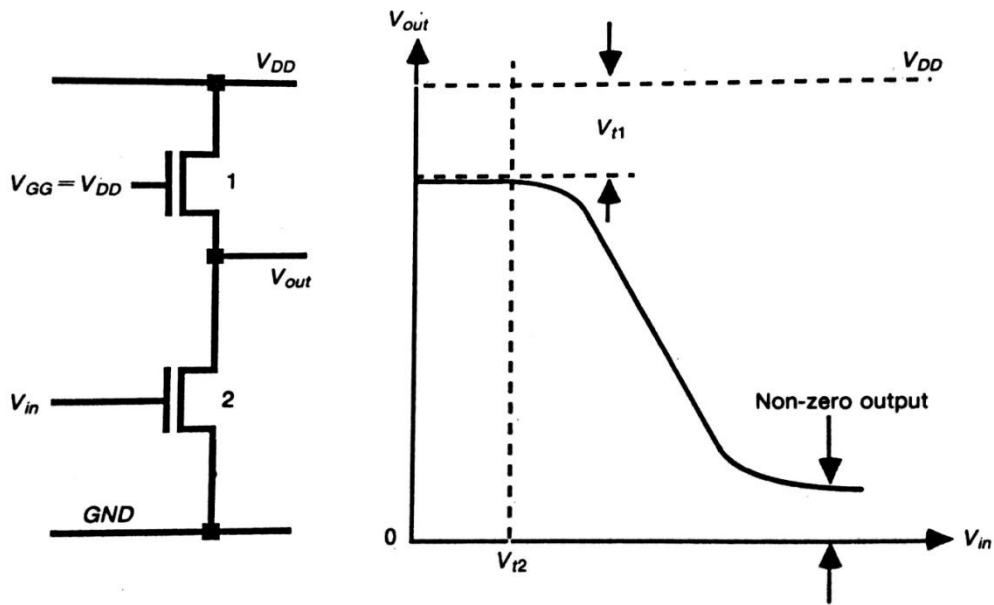 V_DD
V_GG = V_DD
1
V_out
V_in
2
GND
V_out
V_DD
V_t1
Non-zero output
0
V_t2
V_in